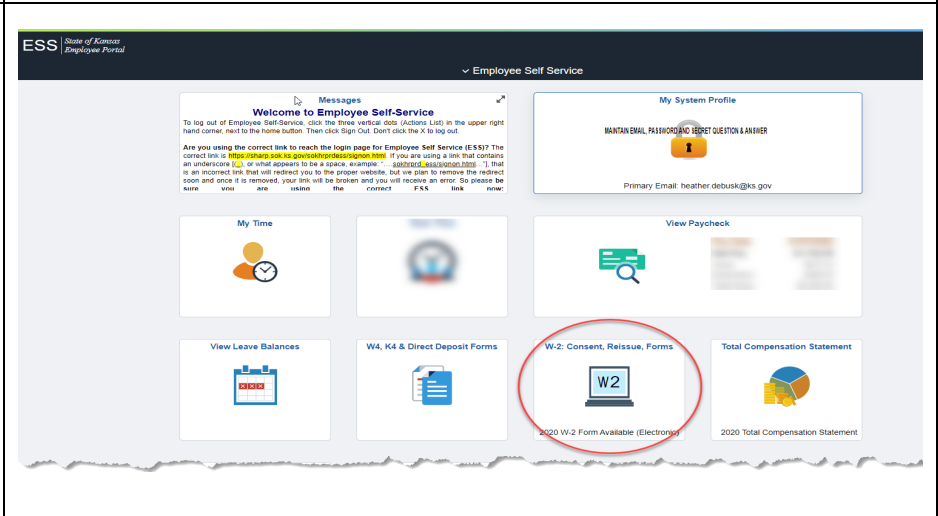 ESS State of Kansas
Employee Portal
Employee Self Service
Messages
Welcome to Employee Self-Service
To log out of Employee Self-Service, click the three vertical dots (Actions List) in the upper right
hand corner, next to the home button. Then click Sign Out. Don't click the X to log out.
Are you using the correct link to reach the login page for Employee Self Service (ESS)? The
correct link is https://sharp.sok.ks.gov/sokhrprdess/signon.html. If you are using a link that contains
an underscore [(_), or what appears to be a space, example: "....sokhrprd_ess/signon.html..."], that
is an incorrect link that will redirect you to the proper website, but we plan to remove the redirect
soon and once it is removed, your link will be broken and you will receive an error. So please be
sure you are using the correct ESS link now:
My System Profile
MAINTAIN EMAIL, PASSWORD AND SECRET QUESTION & ANSWER
Primary Email: heather.debusk@ks.gov
My Time
View Paycheck
View Leave Balances
W4, K4 & Direct Deposit Forms
W-2: Consent, Reissue, Forms
W2
2020 W-2 Form Available (Electronic)
Total Compensation Statement
2020 Total Compensation Statement